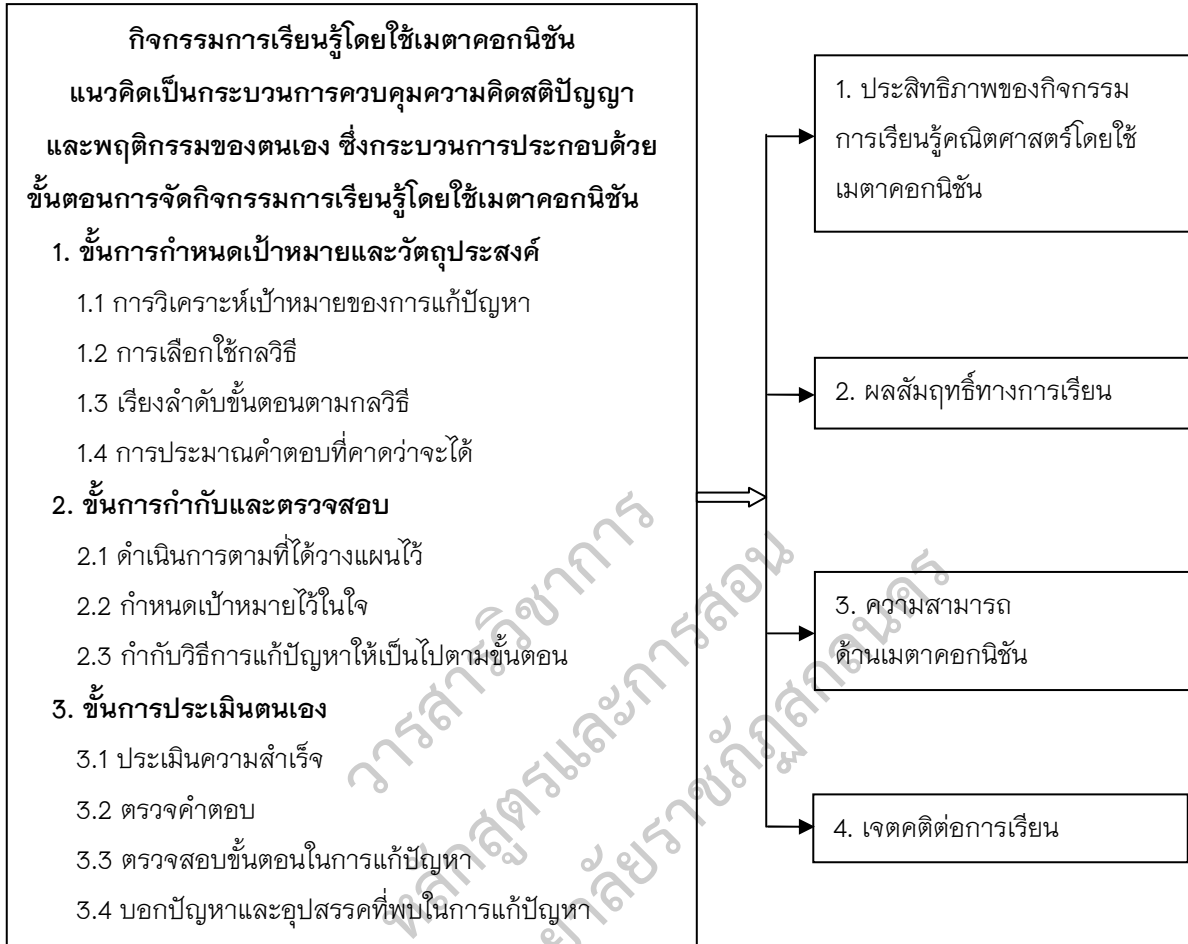 กิจกรรมการเรียนรู้โดยใช้เมตาคอกนิชัน
แนวคิดเป็นกระบวนการควบคุมความคิดสติปัญญา
และพฤติกรรมของตนเอง ซึ่งกระบวนการประกอบด้วย
ขั้นตอนการจัดกิจกรรมการเรียนรู้โดยใช้เมตาคอกนิชัน
1. ขั้นการกำหนดเป้าหมายและวัตถุประสงค์
1.1 การวิเคราะห์เป้าหมายของการแก้ปัญหา
1.2 การเลือกใช้กลวิธี
1.3 เรียงลำดับขั้นตอนตามกลวิธี
1.4 การประมาณคำตอบที่คาดว่าจะได้
2. ขั้นการกำกับและตรวจสอบ
2.1 ดำเนินการตามที่ได้วางแผนไว้
2.2 กำหนดเป้าหมายไว้ในใจ
2.3 กำกับวิธีการแก้ปัญหาให้เป็นไปตามขั้นตอน
3. ขั้นการประเมินตนเอง
3.1 ประเมินความสำเร็จ
3.2 ตรวจคำตอบ
3.3 ตรวจสอบขั้นตอนในการแก้ปัญหา
3.4 บอกปัญหาและอุปสรรคที่พบในการแก้ปัญหา
1. ประสิทธิภาพของกิจกรรม
การเรียนรู้คณิตศาสตร์โดยใช้
เมตาคอกนิชัน
2. ผลสัมฤทธิ์ทางการเรียน
3. ความสามารถ
ด้านเมตาคอกนิชัน
4. เจตคติต่อการเรียน
วารสารวิชาการ
หลักสูตรและการสอน
ยาลัยราชภัฏสกลนคร